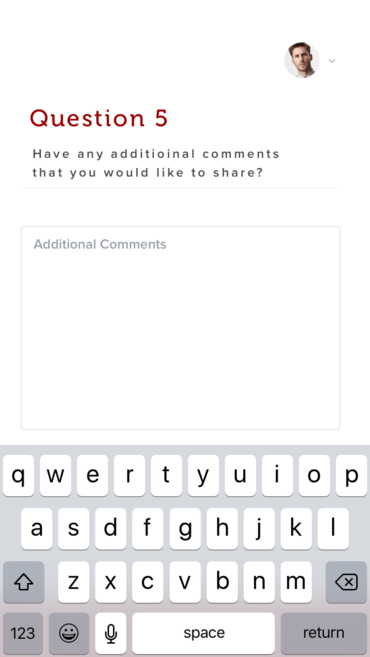 Question 5
Have any additioinal comments
that you would like to share?
Additional Comments
q w e r t y u i o p
a s d f g h j k l
z x c v b n m
123 space return